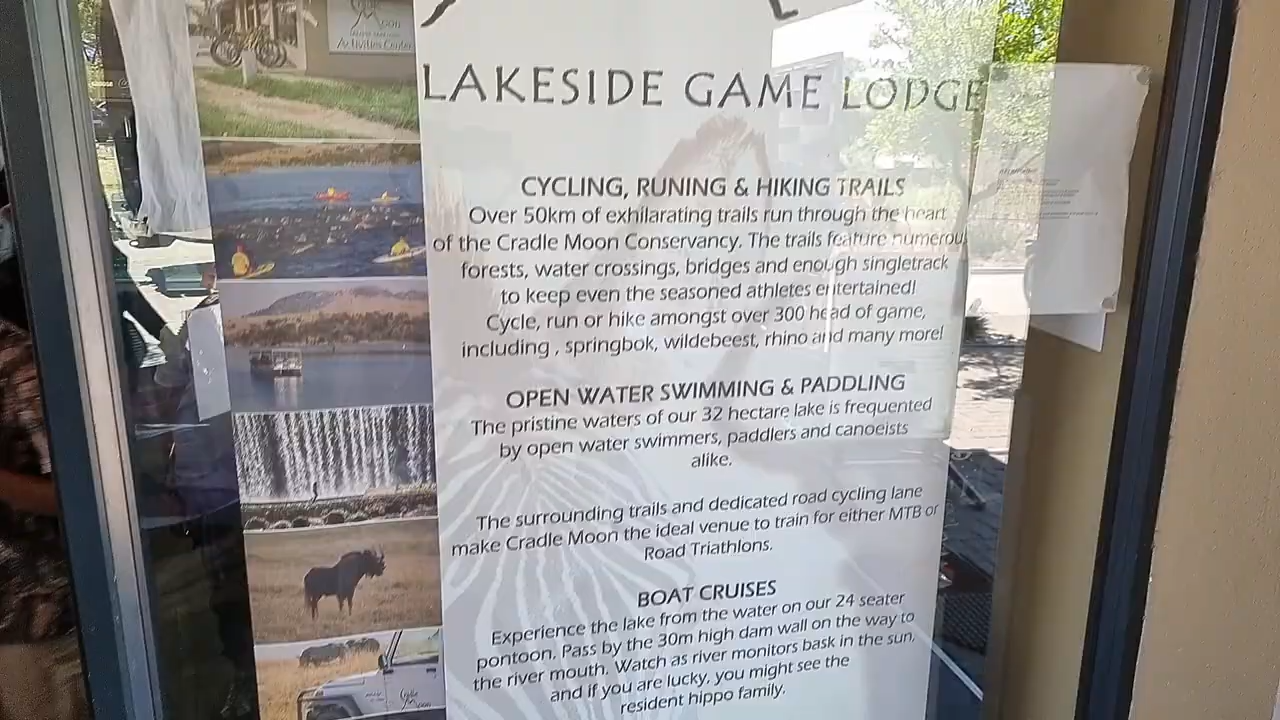 Activities Center
LAKESIDE GAME LODGE
CYCLING, RUNING & HIKING TRAILS
Over 50km of exhilarating trails run through the heart
of the Cradle Moon Conservancy. The trails feature numerou
forests, water crossings, bridges and enough singletrack
to keep even the seasoned athletes entertained!
Cycle, run or hike amongst over 300 head of game,
including , springbok, wildebeest, rhino and many more!
OPEN WATER SWIMMING & PADDLING
The pristine waters of our 32 hectare lake is frequented
by open water swimmers, paddlers and canoeists
alike.
The surrounding trails and dedicated road cycling lane
make Cradle Moon the ideal venue to train for either MTB or
Road Triathlons.
BOAT CRUISES
Experience the lake from the water on our 24 seater
pontoon. Pass by the 30m high dam wall on the way to
the river mouth. Watch as river monitors bask in the sun,
and if you are lucky, you might see the
resident hippo family.